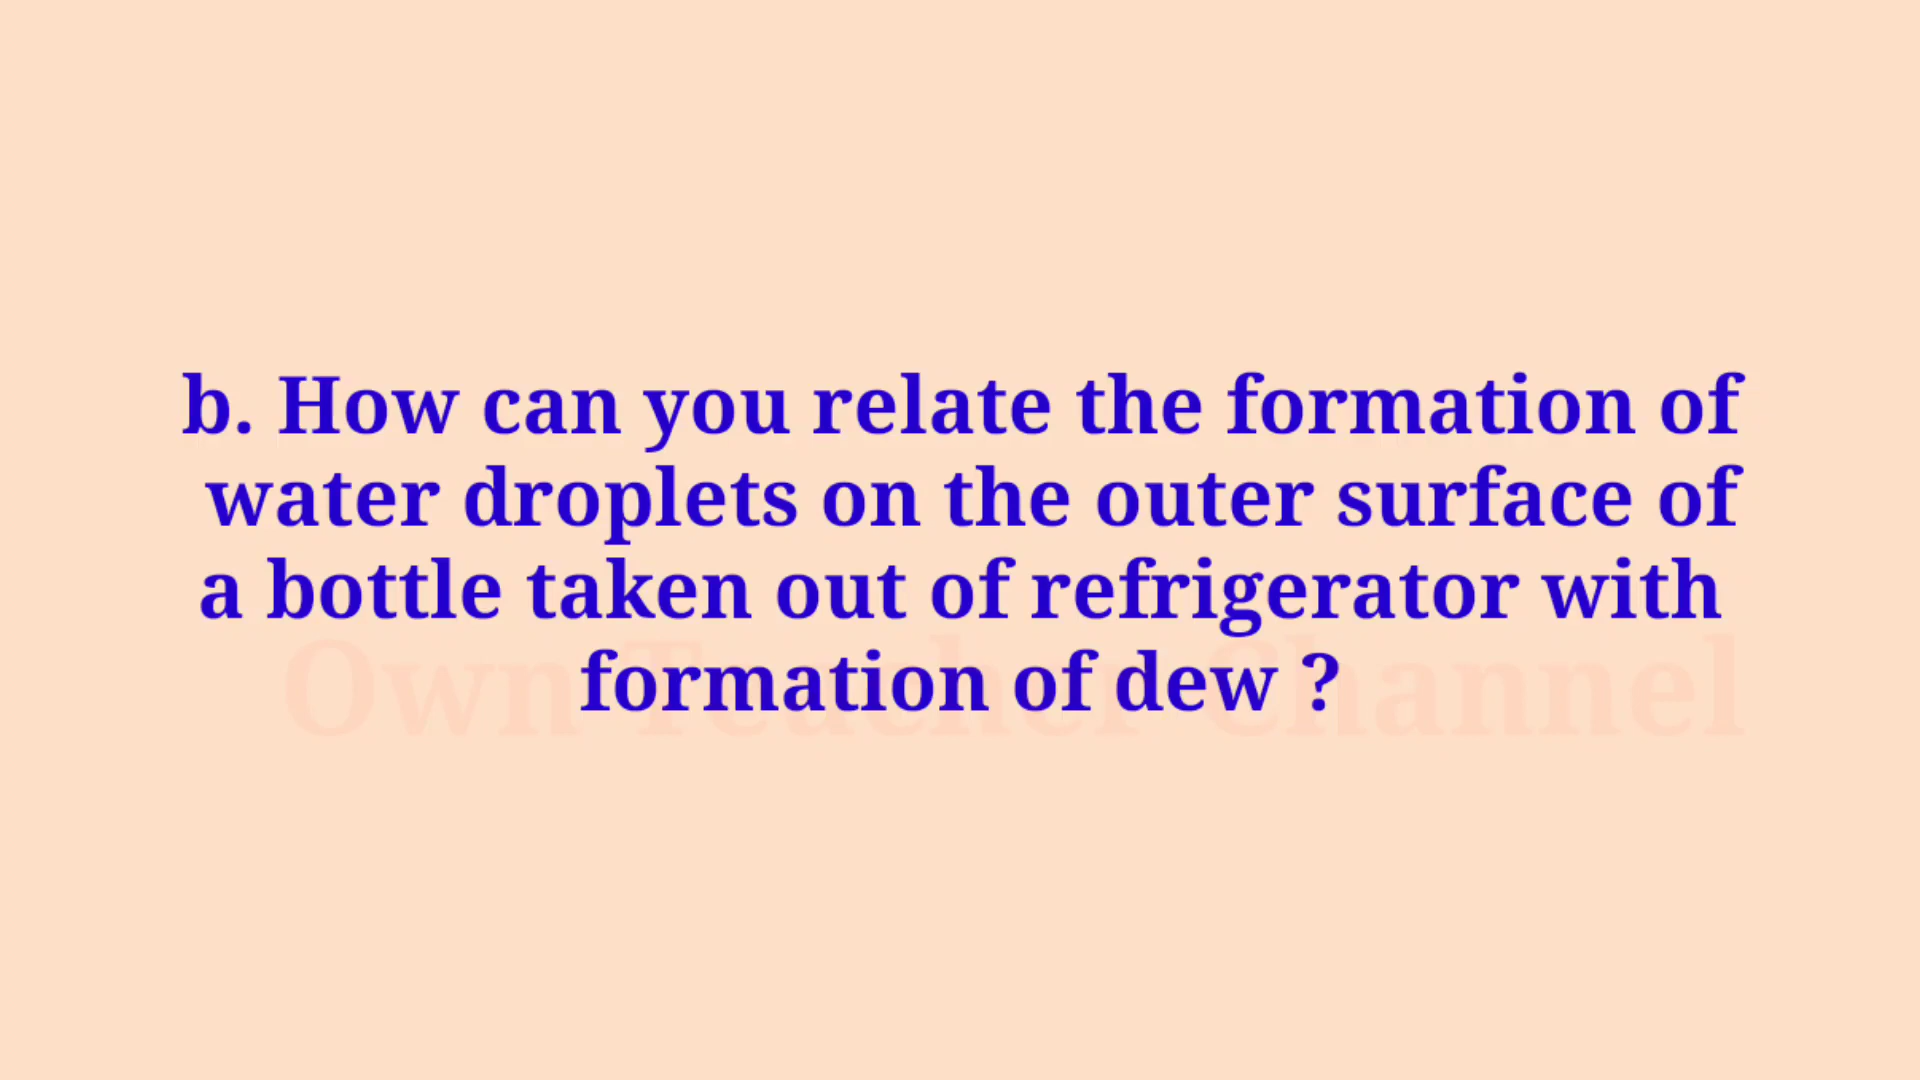 b. How can you relate the formation of
water droplets on the outer surface of
a bottle taken out of refrigerator with
formation of dew ?
Own Teacher Channel